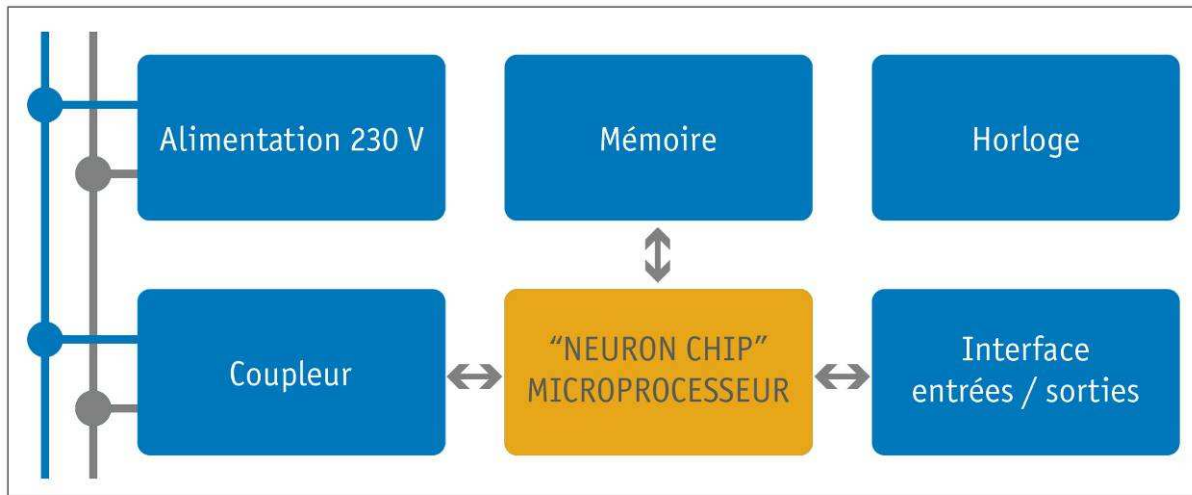 Alimentation 230 V
Mémoire
Horloge
Coupleur
“NEURON CHIP”
MICROPROCESSEUR
Interface
entrées / sorties